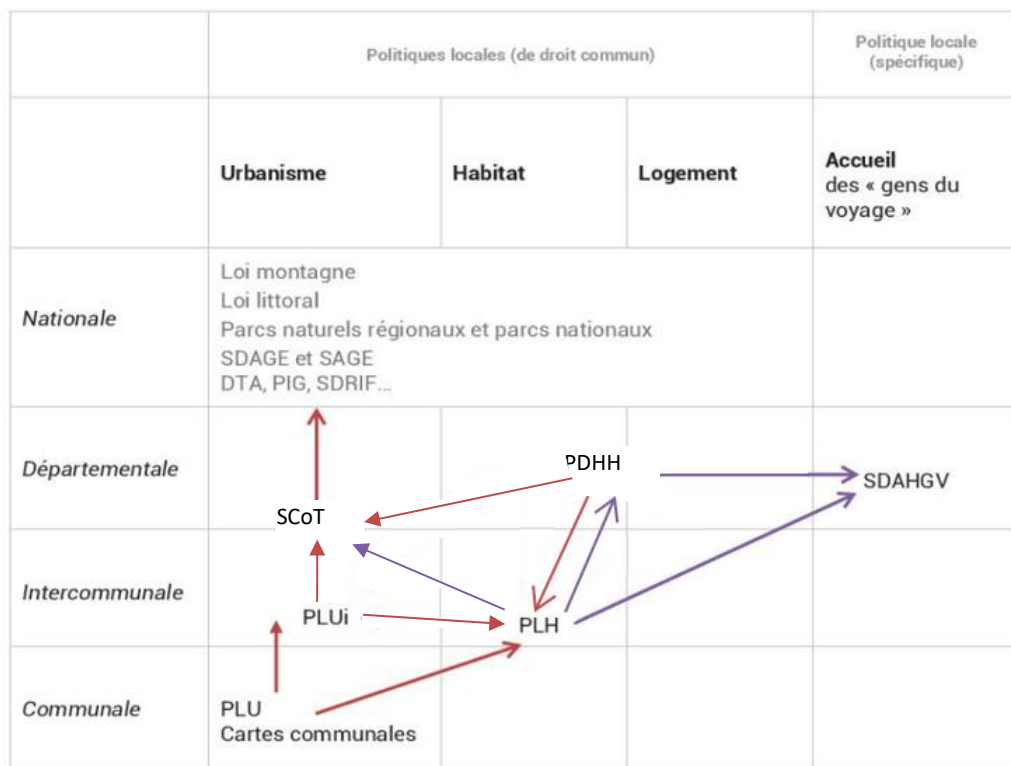 Politiques locales (de droit commun)
Politique locale
(spécifique)
Urbanisme
Habitat
Logement
Accueil
des « gens du
voyage »
Nationale
Loi montagne
Loi littoral
Parcs naturels régionaux et parcs nationaux
SDAGE et SAGE
DTA, PIG, SDRIF...
Départementale
PDHH
SDAHGV
SCoT
Intercommunale
PLUi
PLH
Communale
PLU
Cartes communales